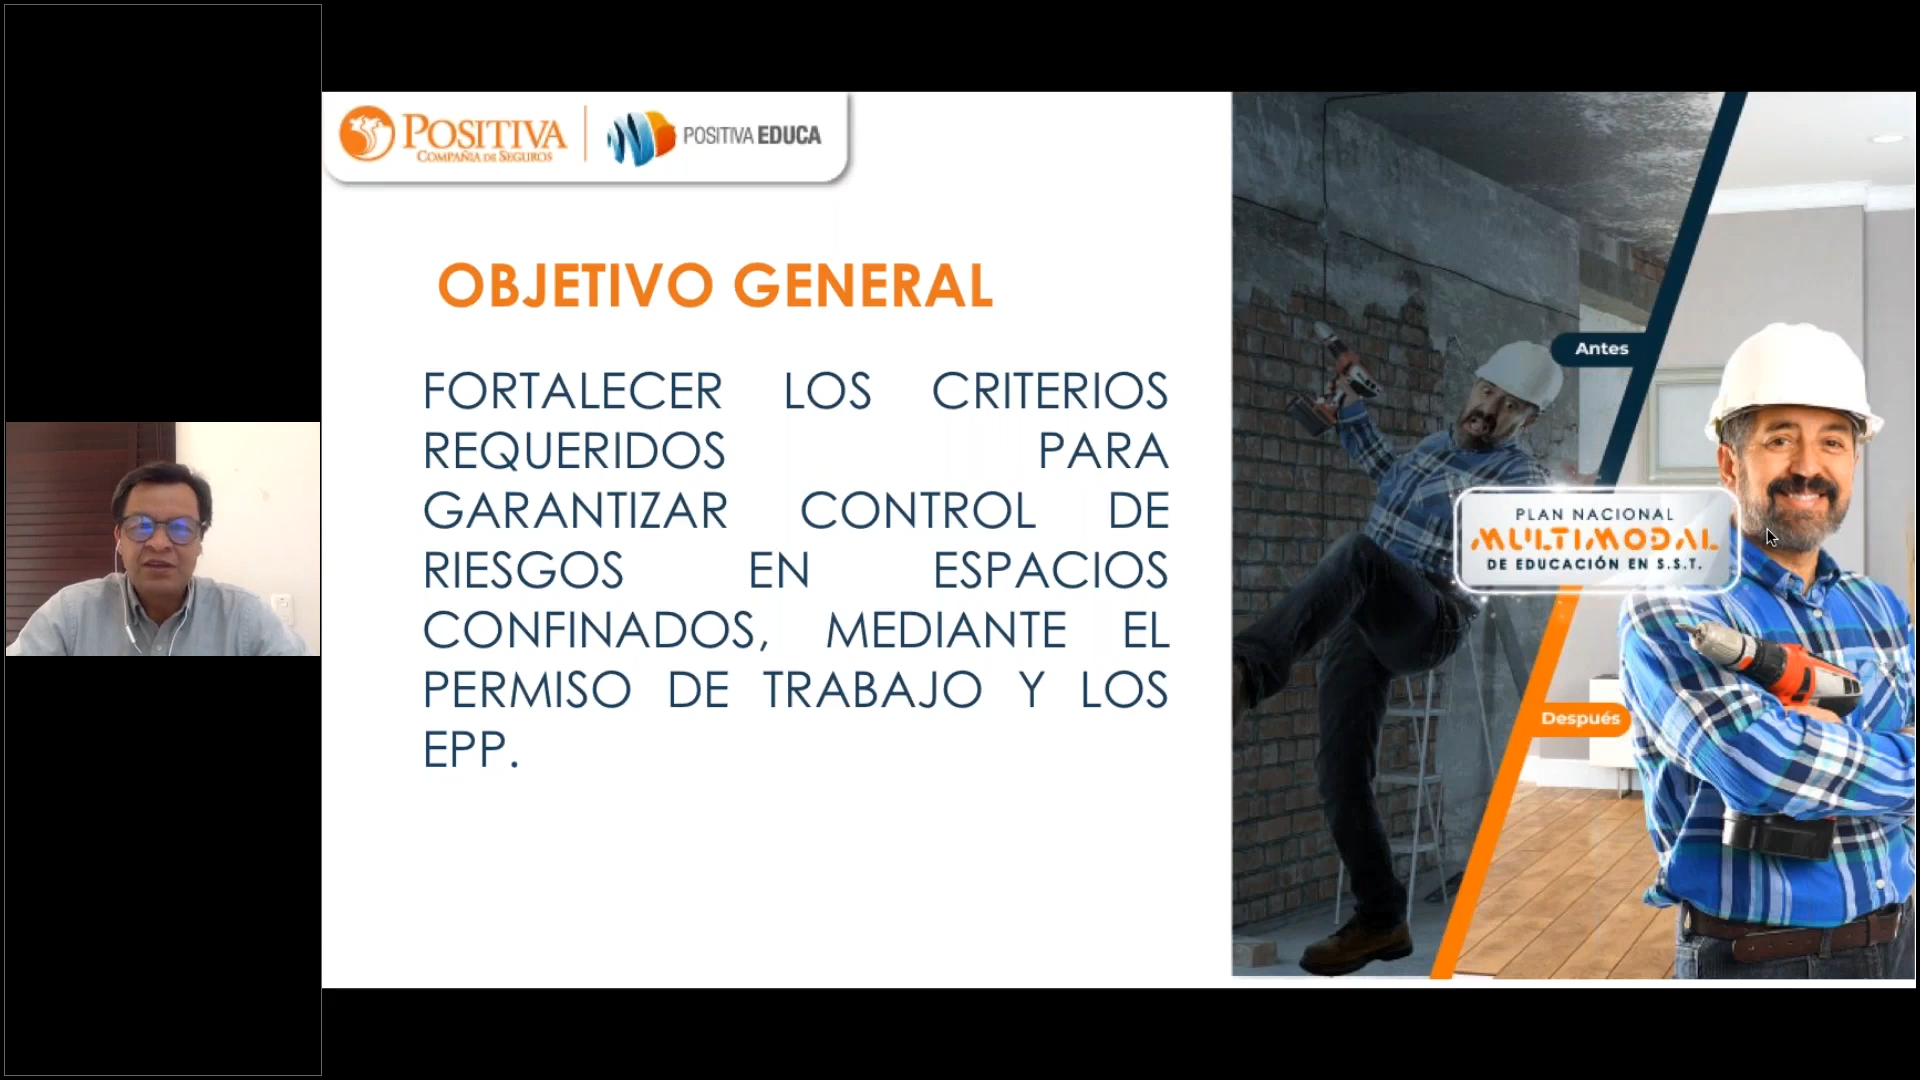 POSITIVA
COMPAÑIA DE SEGUROS
POSITIVA EDUCA
OBJETIVO GENERAL
FORTALECER LOS CRITERIOS
REQUERIDOS PARA
GARANTIZAR CONTROL DE
RIESGOS EN ESPACIOS
CONFINADOS, MEDIANTE EL
PERMISO DE TRABAJO Y LOS
EPP.
Antes
PLAN NACIONAL
MULTIMODAL
DE EDUCACIÓN EN S.S.T.
Después